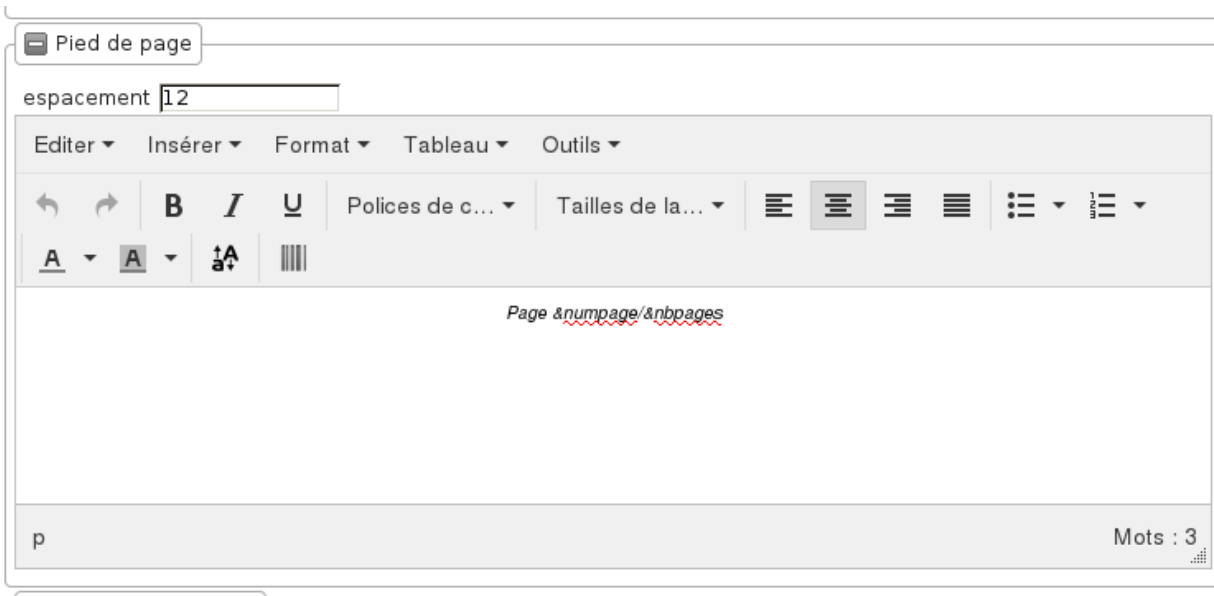 Pied de page
espacement 12
Editer Insérer Format Tableau Outils
B I U Polices de c... Tailles de la...
A A
Page &numpage/&nbpages
p Mots : 3